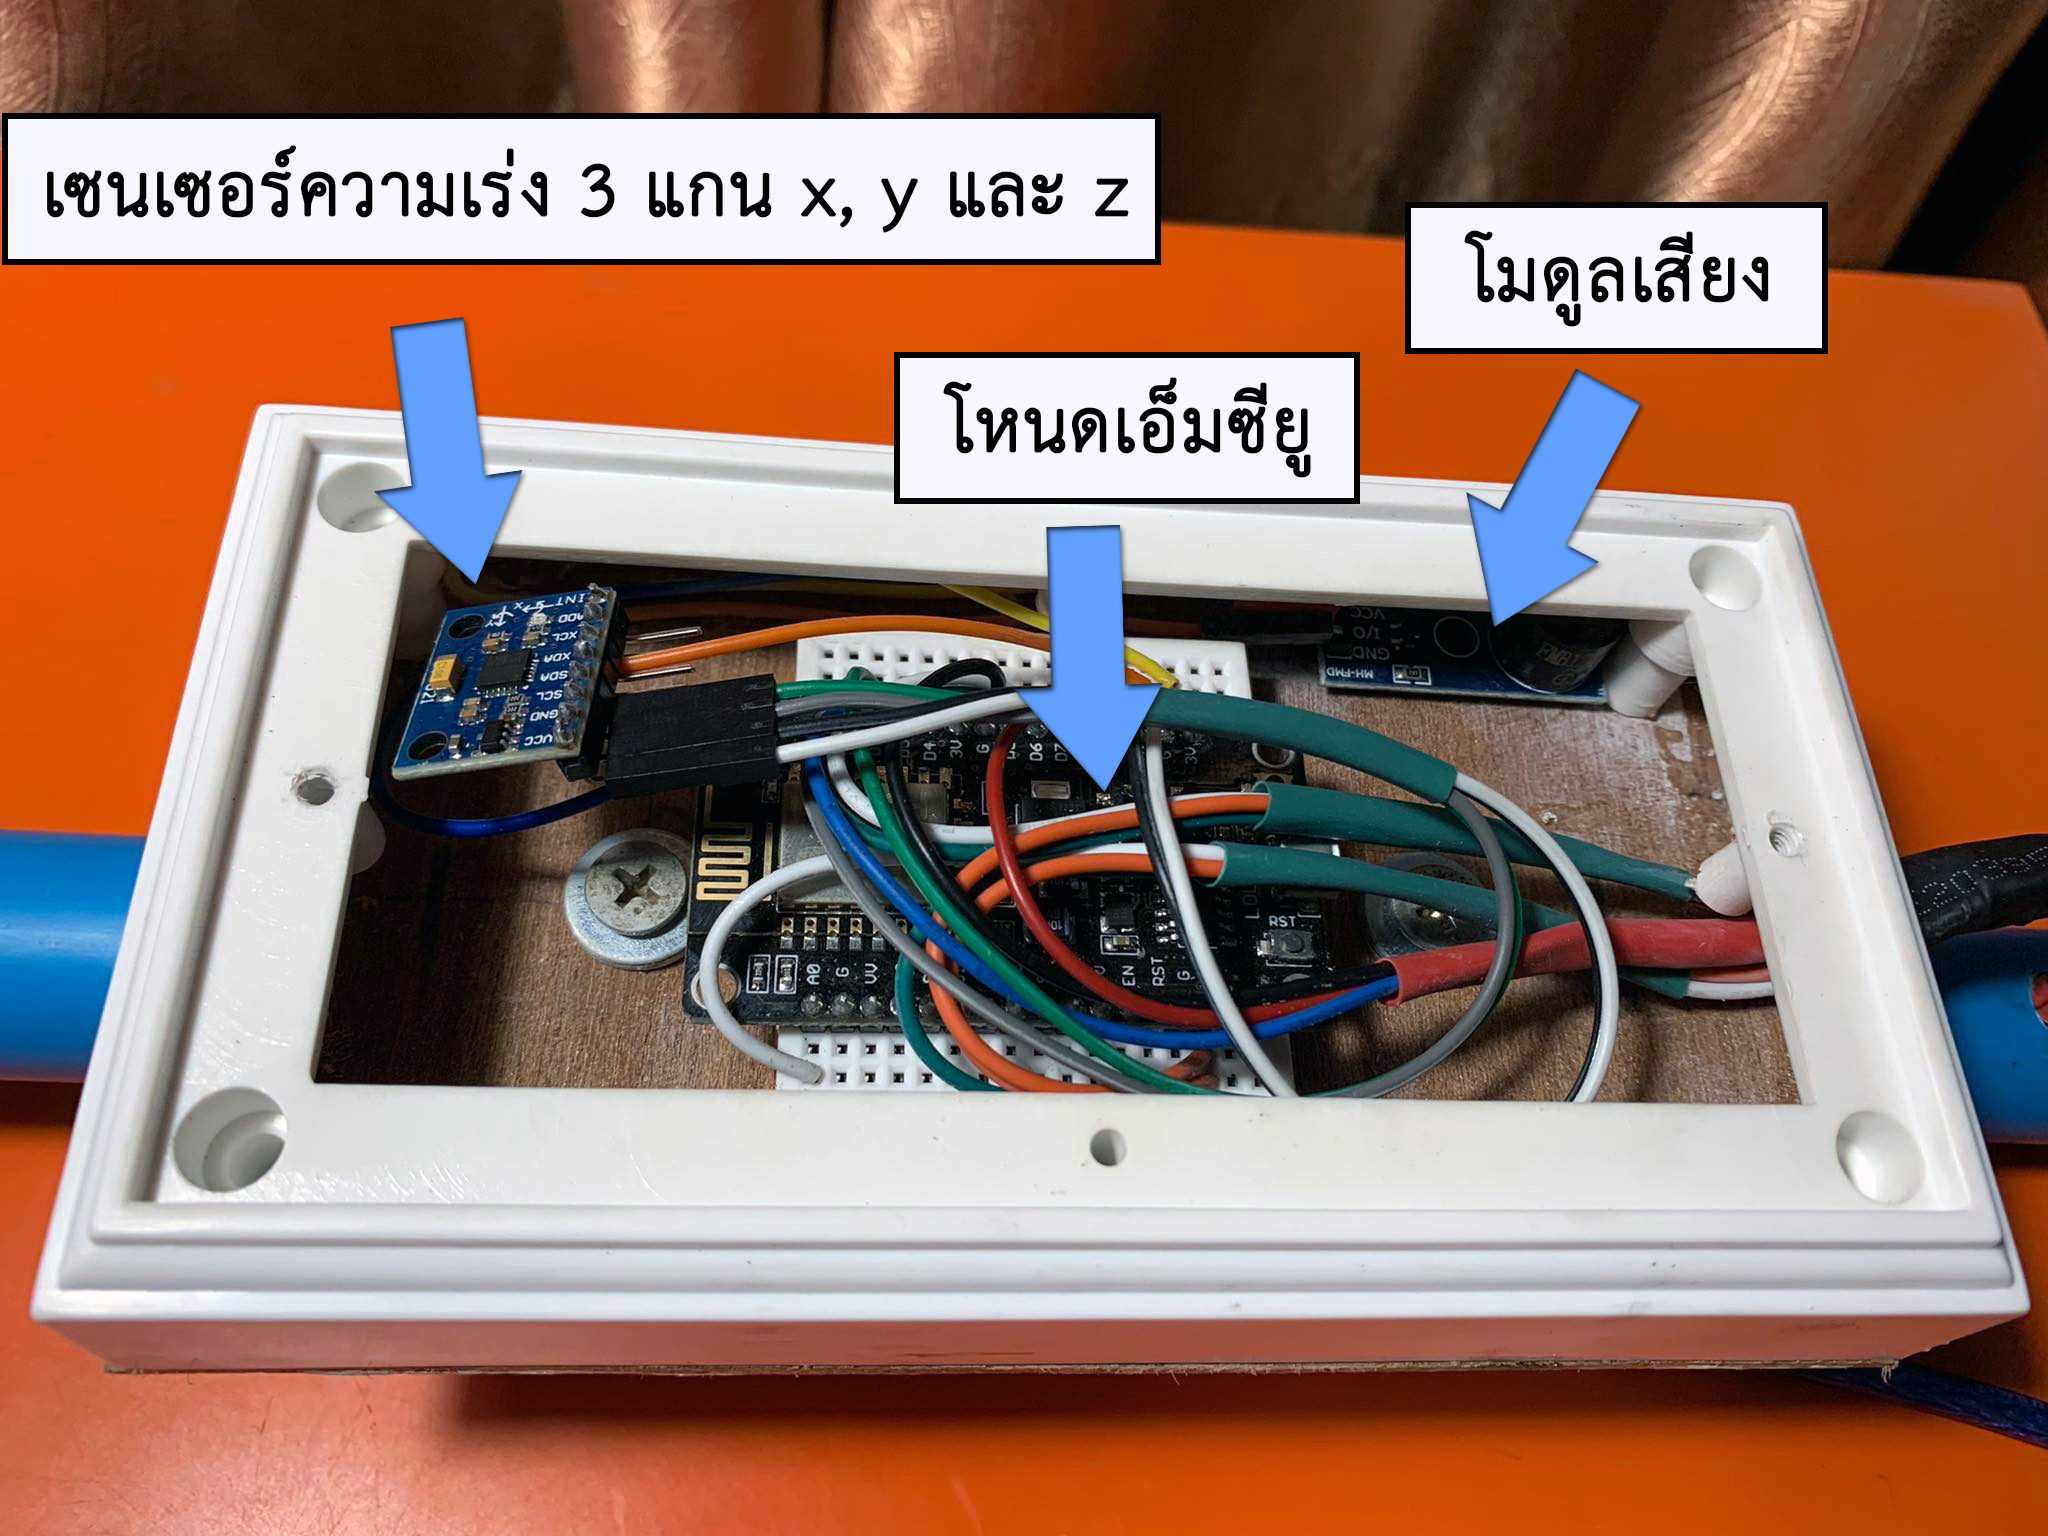 เซนเซอร์ความเร่ง 3 แกน x, y และ z
โมดูลเสียง
โหนดเอ็มซียู
INT
ADD
XCL
XDA
SDA
SCL
GND
VCC
VCC
I/O
GND
MH-FMD
D4
3V
G
D6
D7
G
3V
RST
A0
G
VV
EN
RST
G